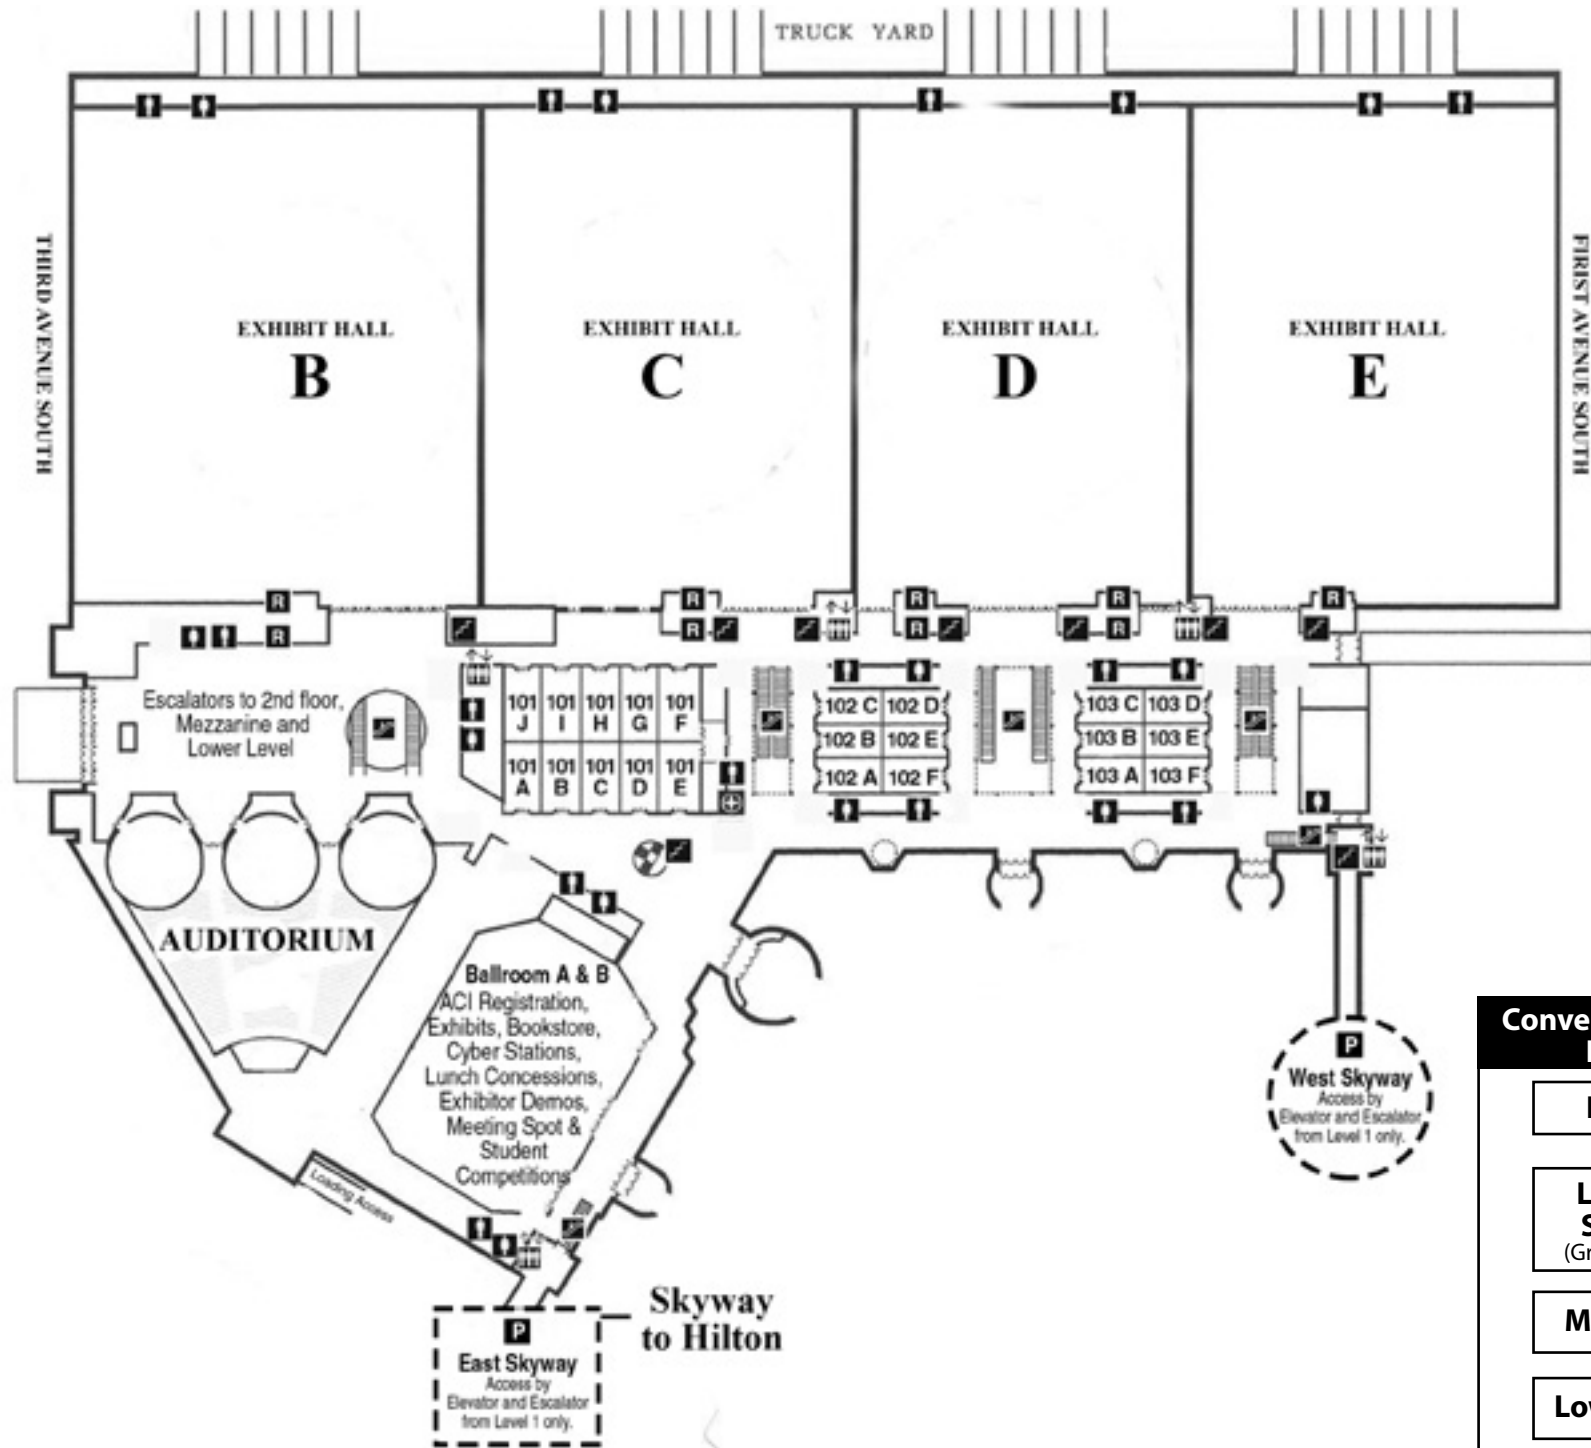 TRUCK YARD
THIRD AVENUE SOUTH
EXHIBIT HALL
B
EXHIBIT HALL
C
EXHIBIT HALL
D
EXHIBIT HALL
E
FIRIST AVENUE SOUTH
R
R
R
R
R
R
R
R
R
Escalators to 2nd floor,
Mezzanine and
Lower Level
101 J
101 I
101 H
101 G
101 F
101 A
101 B
101 C
101 D
101 E
102 C 102 D
102 B 102 E
102 A 102 F
103 C 103 D
103 B 103 E
103 A 103 F
AUDITORIUM
Ballroom A & B
ACI Registration,
Exhibits, Bookstore,
Cyber Stations,
Lunch Concessions,
Exhibitor Demos,
Meeting Spot &
Student
Competitions
Loading Access
P
West Skyway
Access by
Elevator and Escalator
from Level 1 only.
Skyway
to Hilton
P
East Skyway
Access by
Elevator and Escalator
from Level 1 only.
Conve
L
S
(Gr
M
Lov